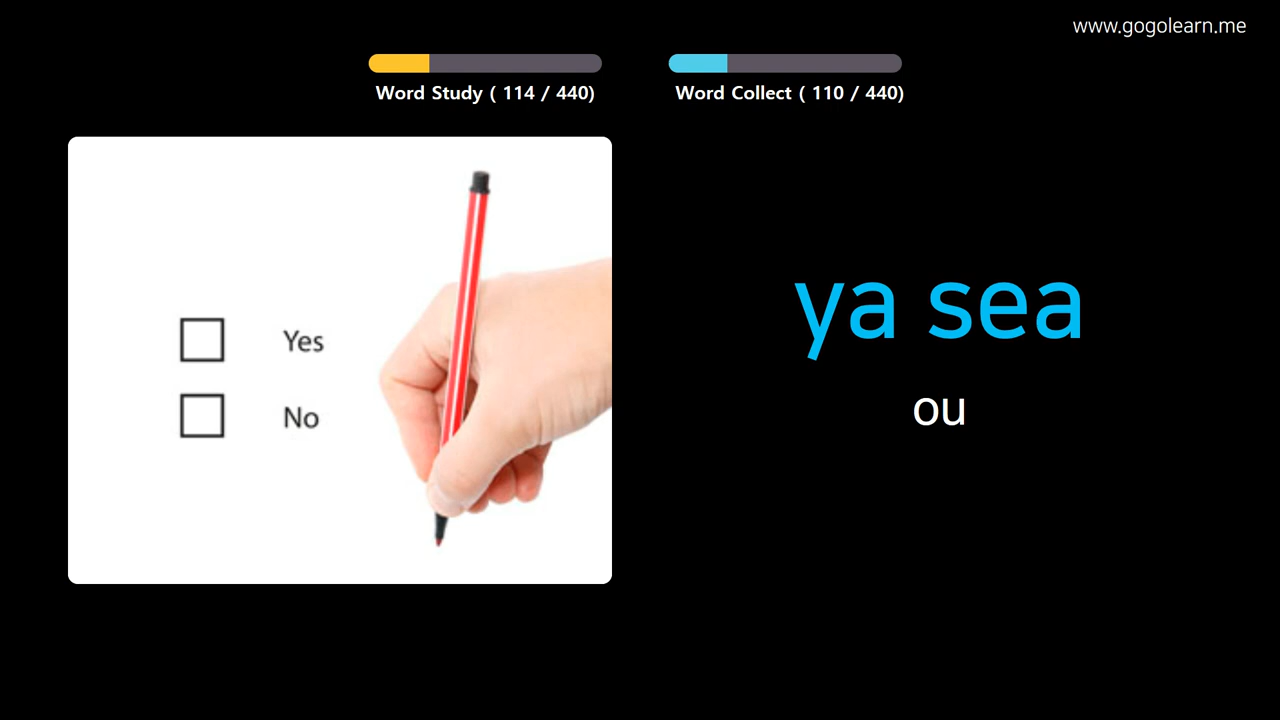 www.gogolearn.me
Word Study ( 114 / 440)
Word Collect ( 110 / 440)
Yes
No
ya sea
ou